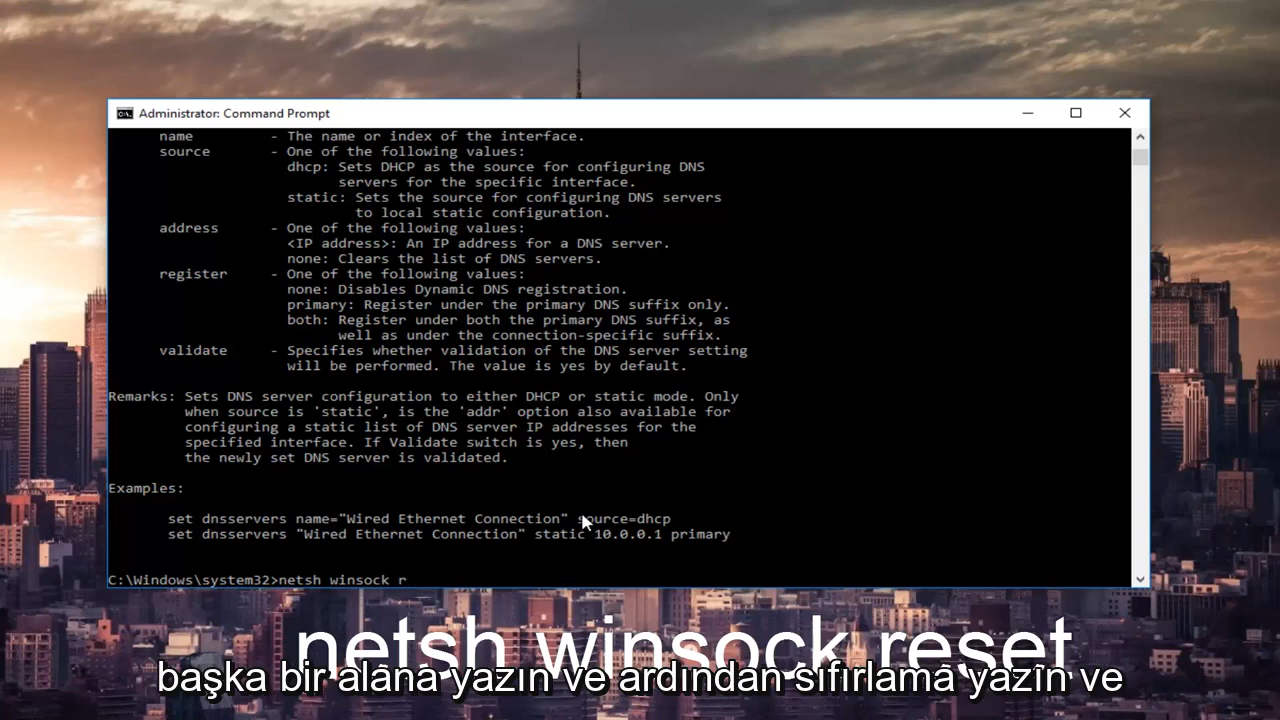 Administrator: Command Prompt
name - The name or index of the interface.
source - One of the following values:
dhcp: Sets DHCP as the source for configuring DNS
servers for the specific interface.
static: Sets the source for configuring DNS servers
to local static configuration.
address - One of the following values:
<IP address>: An IP address for a DNS server.
none: Clears the list of DNS servers.
register - One of the following values:
none: Disables Dynamic DNS registration.
primary: Register under the primary DNS suffix only.
both: Register under both the primary DNS suffix, as
well as under the connection-specific suffix.
validate - Specifies whether validation of the DNS server setting
will be performed. The value is yes by default.
Remarks: Sets DNS server configuration to either DHCP or static mode. Only
when source is 'static', is the 'addr' option also available for
configuring a static list of DNS server IP addresses for the
specified interface. If Validate switch is yes, then
the newly set DNS server is validated.
Examples:
set dnsservers name="Wired Ethernet Connection" source=dhcp
set dnsservers "Wired Ethernet Connection" static 10.0.0.1 primary
C:\Windows\system32>netsh winsock r
netsh winsock reset
başka bir alana yazın ve ardından sıfırlama yazın ve